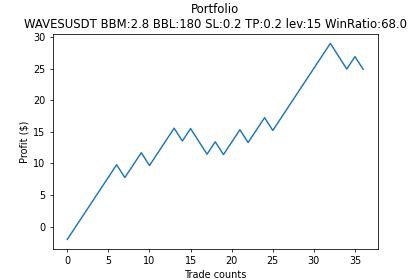 Portfolio
WAVESUSDT BBM:2.8 BBL:180 SL:0.2 TP:0.2 lev:15 WinRatio:68.0
30
25
20
15
10
5
0
Profit ($)
0 5 10 15 20 25 30 35
Trade counts